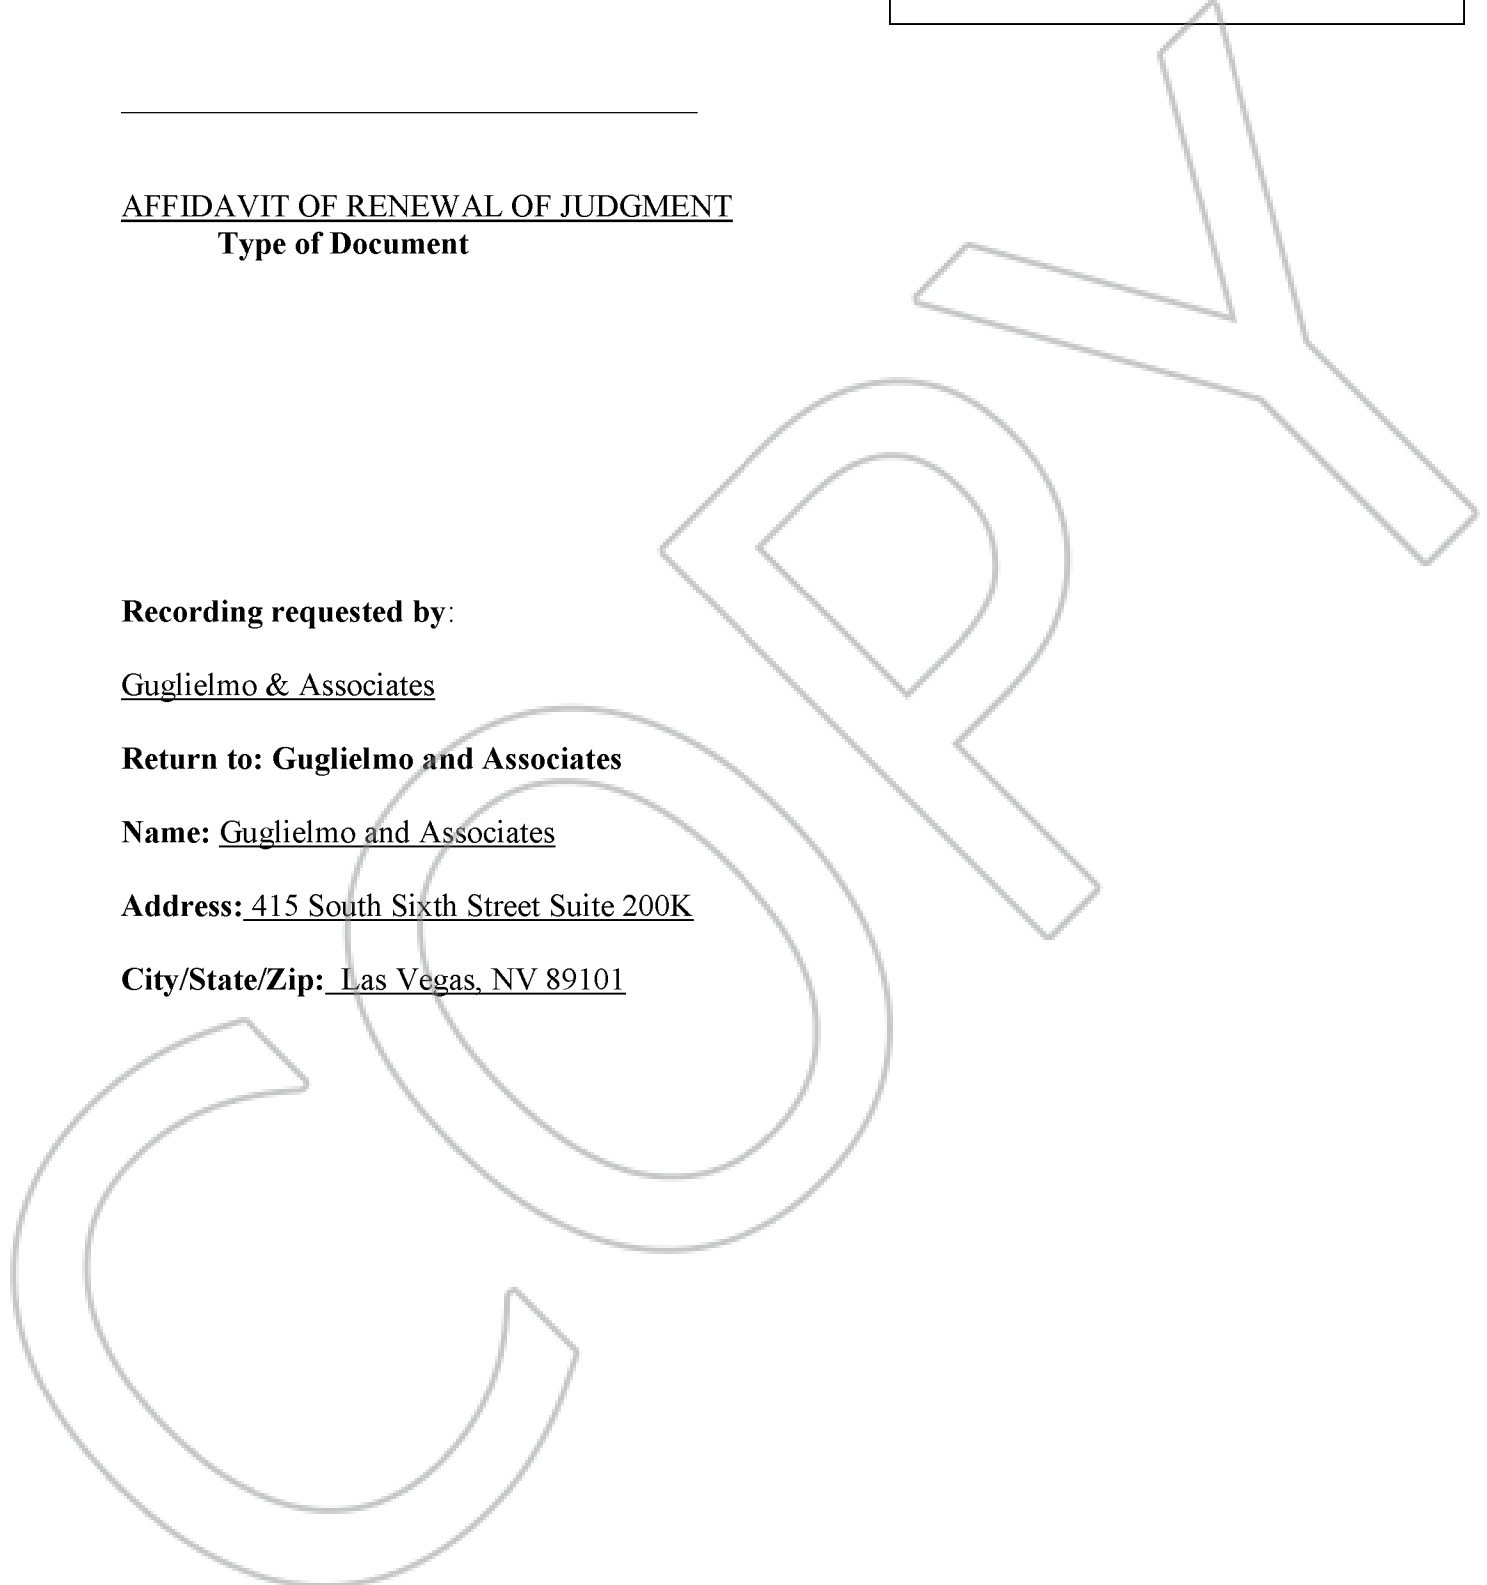 AFFIDAVIT OF RENEWAL OF JUDGMENT
Type of Document
Recording requested by:
Guglielmo & Associates
Return to: Guglielmo and Associates
Name: Guglielmo and Associates
Address: 415 South Sixth Street Suite 200K
City/State/Zip: Las Vegas, NV 89101
COPY